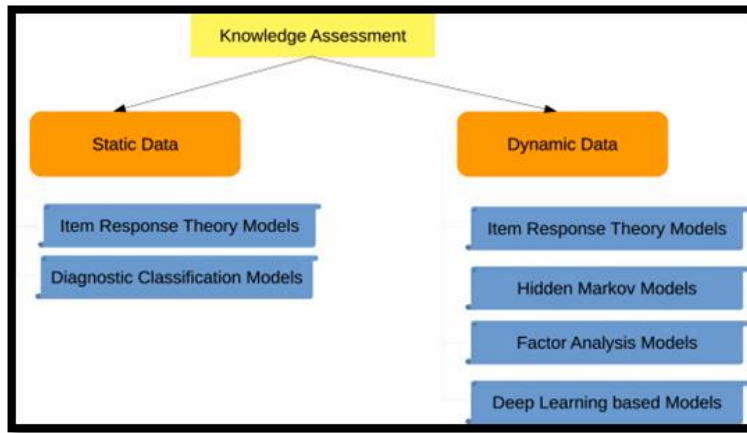 Knowledge Assessment
Static Data
Item Response Theory Models
Diagnostic Classification Models
Dynamic Data
Item Response Theory Models
Hidden Markov Models
Factor Analysis Models
Deep Learning based Models